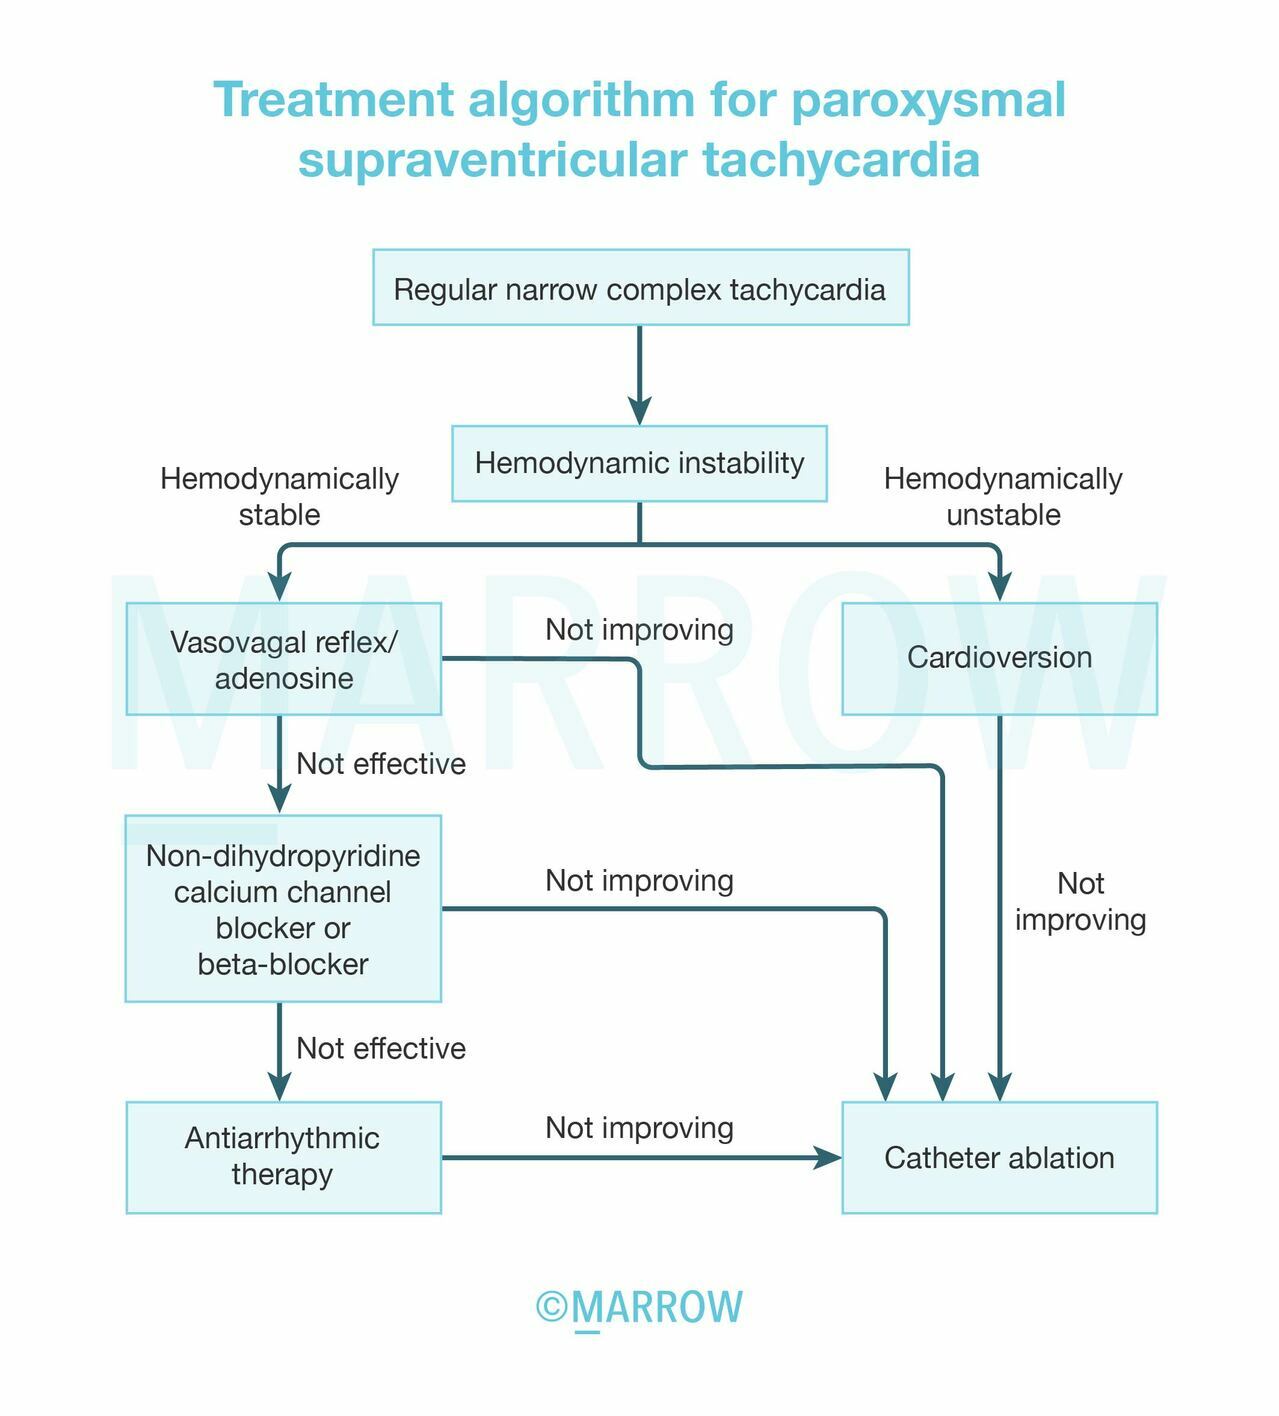 Treatment algorithm for paroxysmal
supraventricular tachycardia
Regular narrow complex tachycardia
Hemodynamic instability
Hemodynamically
stable
Hemodynamically
unstable
Vasovagal reflex/
adenosine
Not improving
Cardioversion
Not effective
Non-dihydropyridine
calcium channel
blocker or
beta-blocker
Not improving
Not
improving
Not effective
Antiarrhythmic
therapy
Not improving
Catheter ablation
MARROW
©MARROW